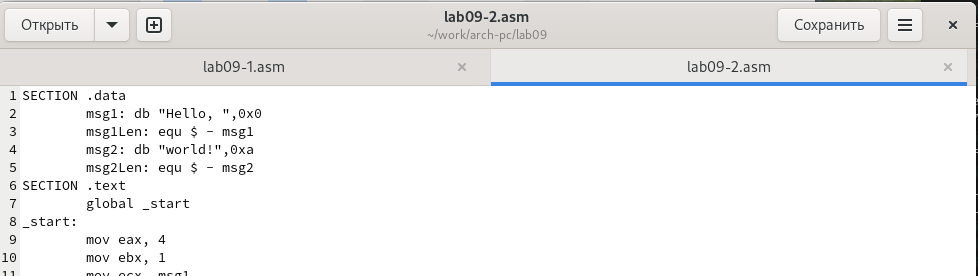 Открыть
lab09-2.asm
~/work/arch-pc/lab09
Сохранить
lab09-1.asm
lab09-2.asm
1 SECTION .data
2 msg1: db "Hello, ",0x0
3 msg1Len: equ $ - msg1
4 msg2: db "world!",0xa
5 msg2Len: equ $ - msg2
6 SECTION .text
7 global _start
8 _start:
9 mov eax, 4
10 mov ebx, 1
11 mov ecx, msg1